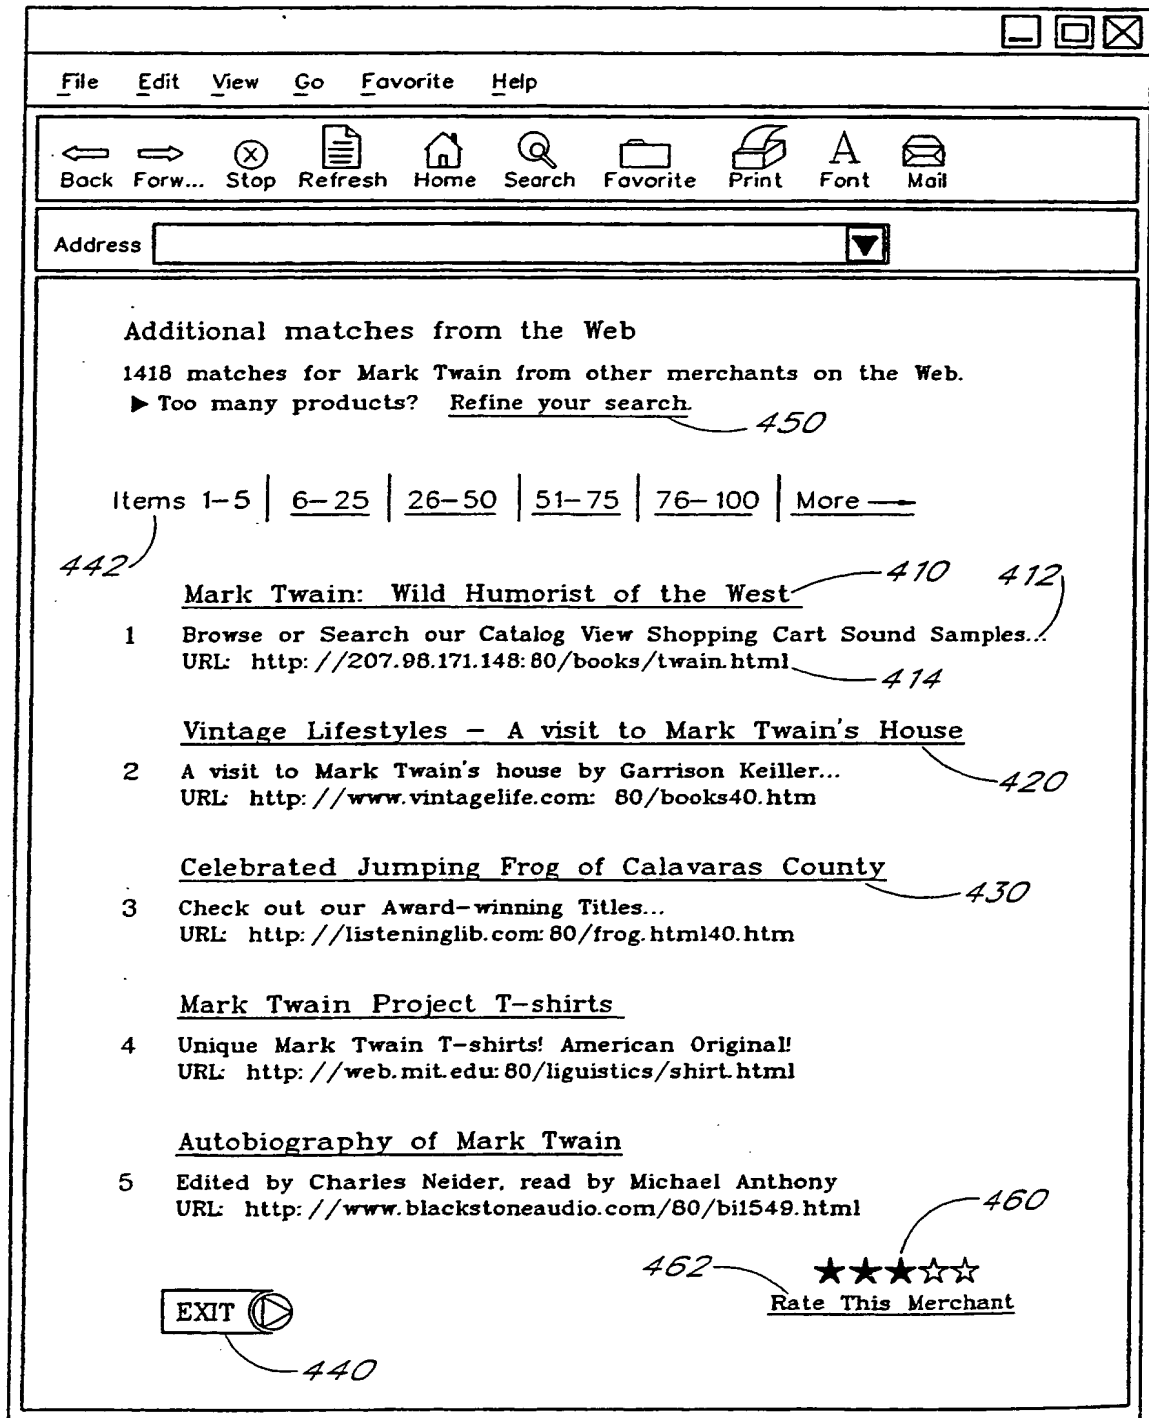 File Edit View Go Favorite Help
Back Forw... Stop Refresh Home Search Favorite Print Font Mail
Address
Additional matches from the Web
1418 matches for Mark Twain from other merchants on the Web.
▶ Too many products? Refine your search.
450
Items 1-5 | 6-25 | 26-50 | 51-75 | 76-100 | More
442
410
412
Mark Twain: Wild Humorist of the West
1 Browse or Search our Catalog View Shopping Cart Sound Samples...
URL: http://207.98.171.148:80/books/twain.html
414
Vintage Lifestyles - A visit to Mark Twain's House
2 A visit to Mark Twain's house by Garrison Keiller...
420
URL: http://www.vintagelife.com: 80/books40.htm
Celebrated Jumping Frog of Calavaras County
430
3 Check out our Award-winning Titles...
URL: http://listeninglib.com:80/frog.html40.htm
Mark Twain Project T-shirts
4 Unique Mark Twain T-shirts! American Original!
URL: http://web.mit.edu:80/liguistics/shirt.html
Autobiography of Mark Twain
5 Edited by Charles Neider, read by Michael Anthony
460
URL: http://www.blackstoneaudio.com/80/bi1549.html
462
Rate This Merchant
EXIT
440